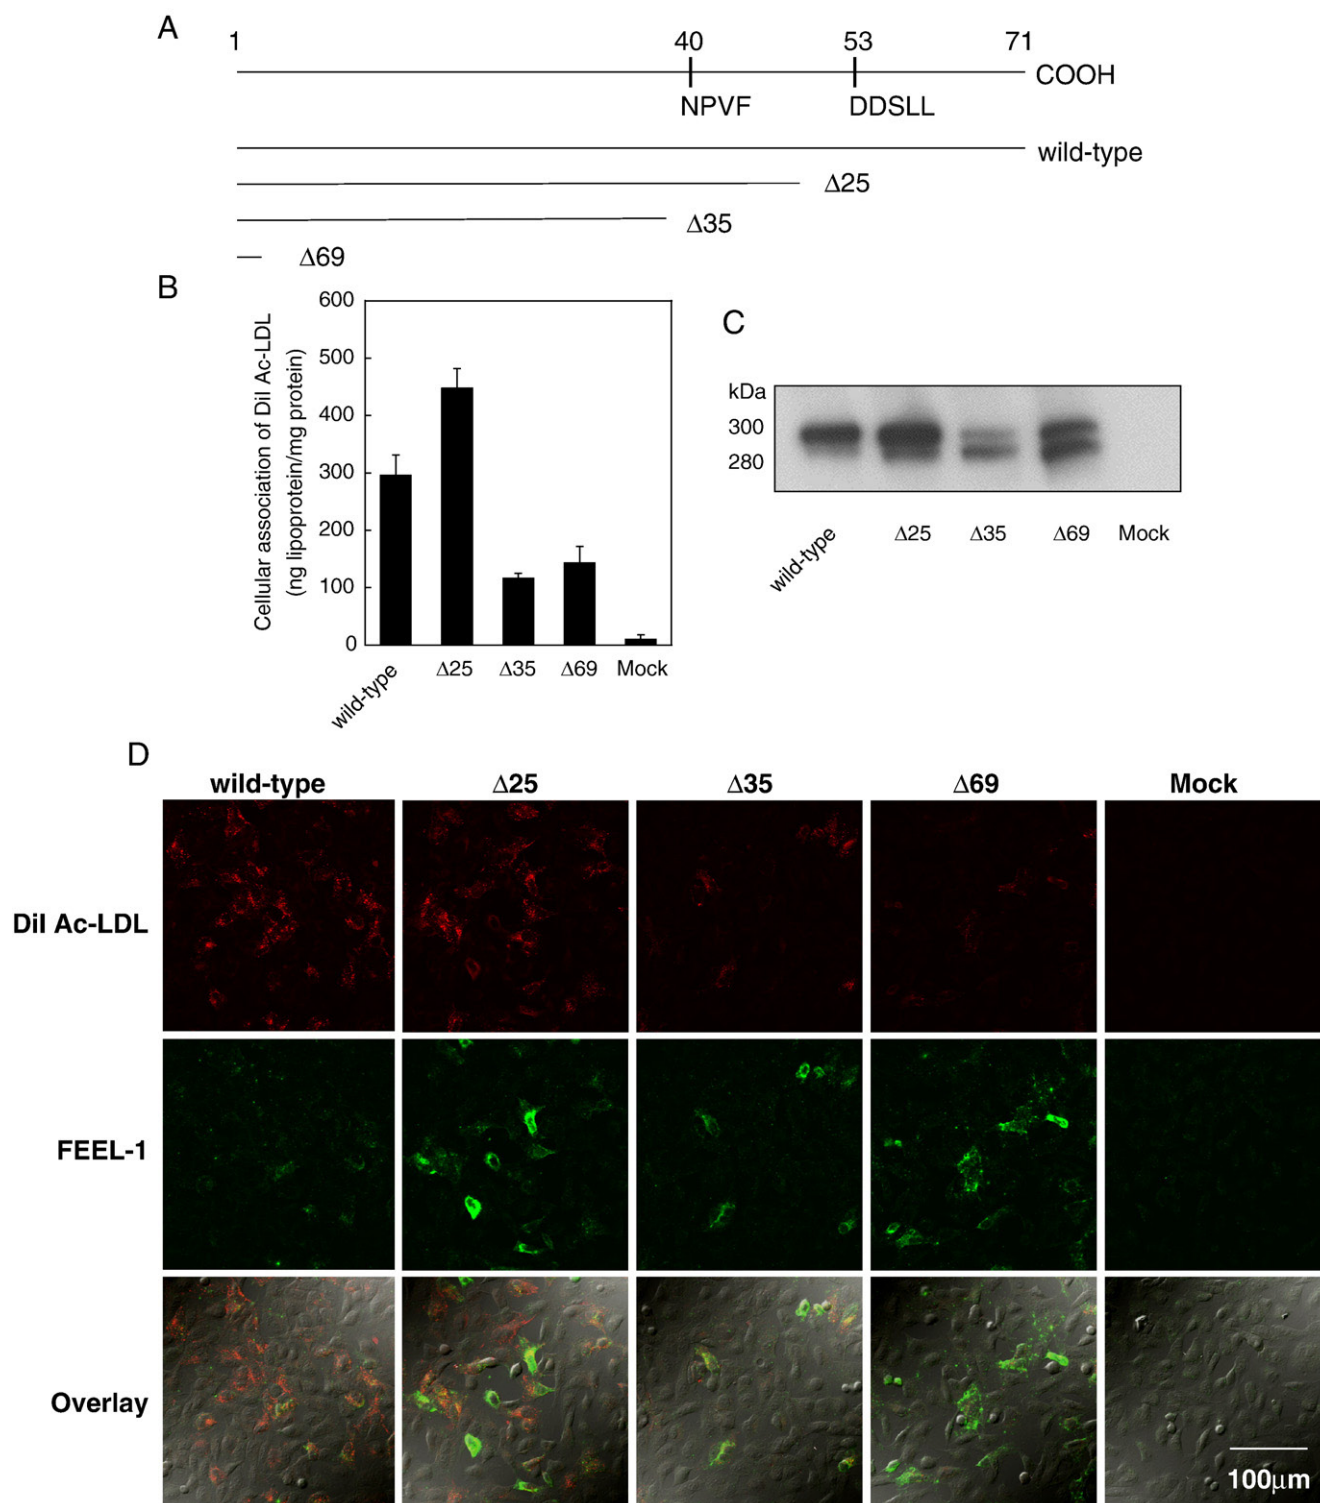 A
1 40 53 71
COOH
NPVF DDSLL
wild-type
Δ25
Δ35
Δ69
B
Cellular association of DiI Ac-LDL
(ng lipoprotein/mg protein)
600
500
400
300
200
100
0
wild-type Δ25 Δ35 Δ69 Mock
C
kDa
300
280
wild-type Δ25 Δ35 Δ69 Mock
D
wild-type Δ25 Δ35 Δ69 Mock
DiI Ac-LDL
FEEL-1
Overlay
100μm